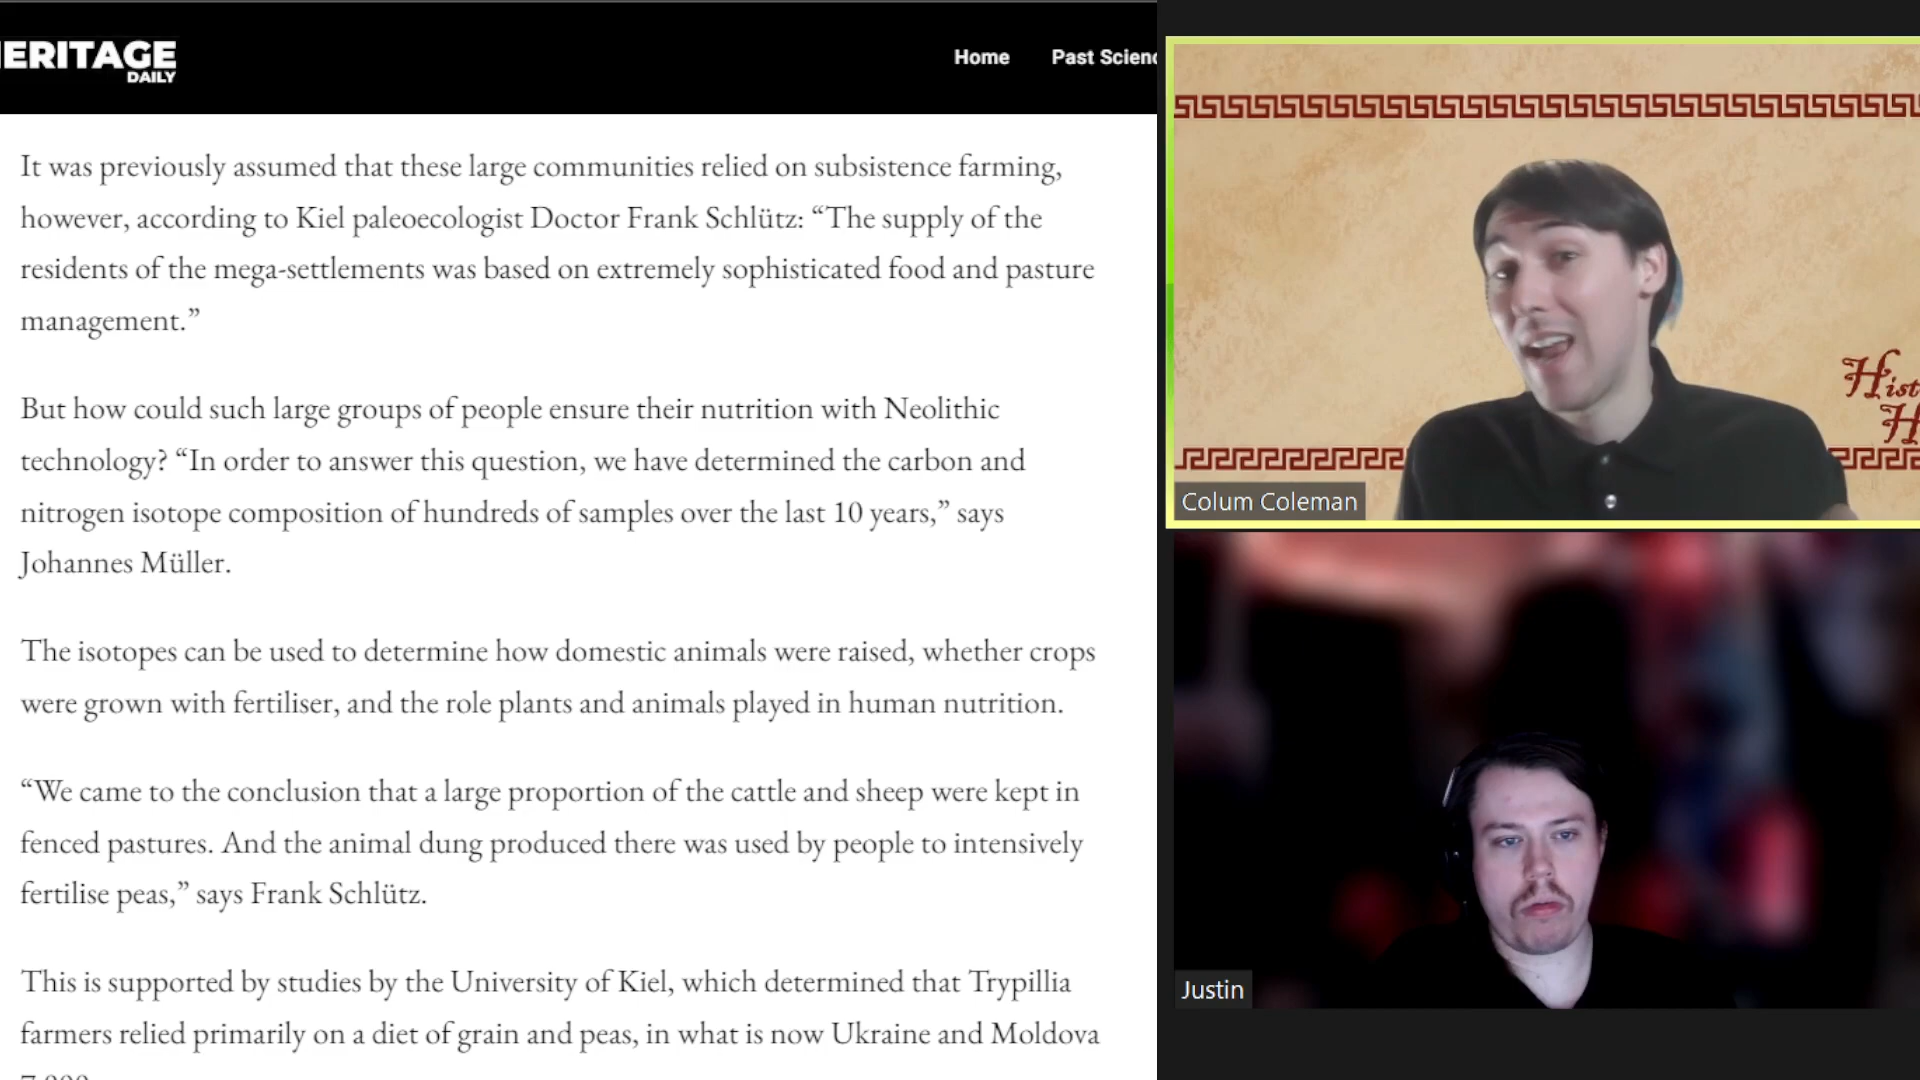 HERITAGE
DAILY
Home
Past Scienc
It was previously assumed that these large communities relied on subsistence farming,
however, according to Kiel paleoecologist Doctor Frank Schlütz: “The supply of the
residents of the mega-settlements was based on extremely sophisticated food and pasture
management.”
But how could such large groups of people ensure their nutrition with Neolithic
technology? “In order to answer this question, we have determined the carbon and
nitrogen isotope composition of hundreds of samples over the last 10 years,” says
Johannes Müller.
The isotopes can be used to determine how domestic animals were raised, whether crops
were grown with fertiliser, and the role plants and animals played in human nutrition.
“We came to the conclusion that a large proportion of the cattle and sheep were kept in
fenced pastures. And the animal dung produced there was used by people to intensively
fertilise peas,” says Frank Schlütz.
This is supported by studies by the University of Kiel, which determined that Trypillia
farmers relied primarily on a diet of grain and peas, in what is now Ukraine and Moldova
Hist
H
Colum Coleman
Justin